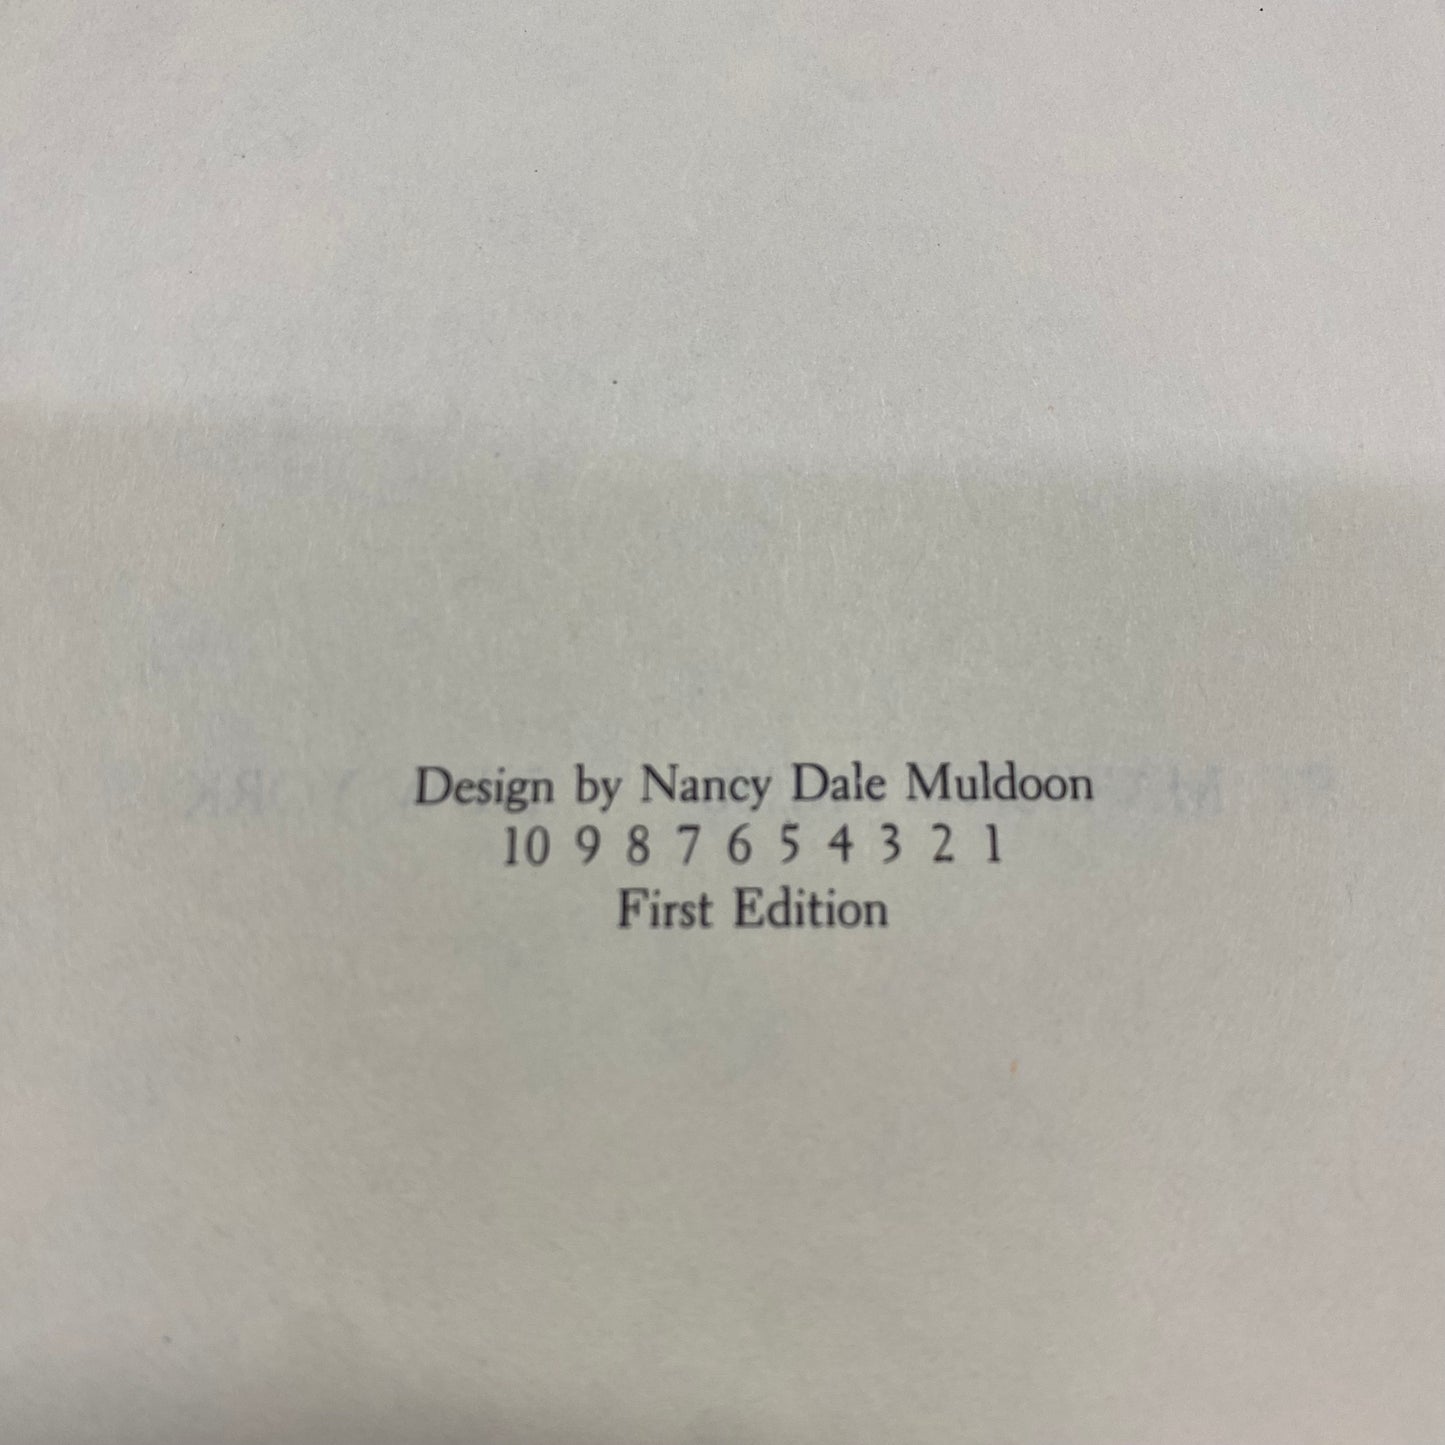 Design by Nancy Dale Muldoon
10 9 8 7 6 5 4 3 2 1
First Edition